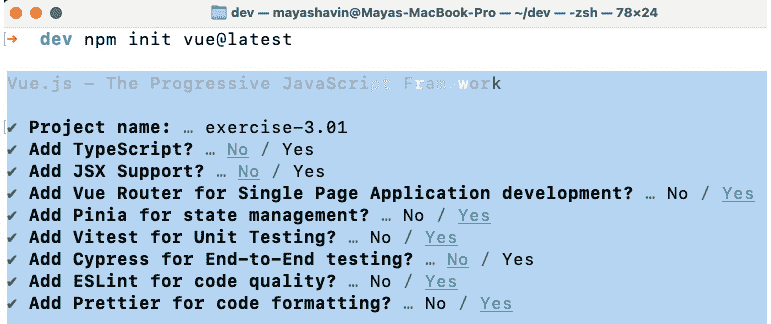 dev — mayashavin@Mayas-MacBook-Pro — ~/dev — -zsh — 78×24
➜ dev npm init vue@latest
Vue.js – The Progressive JavaScript Framework
✔ Project name: … exercise-3.01
✔ Add TypeScript? … No / Yes
✔ Add JSX Support? … No / Yes
✔ Add Vue Router for Single Page Application development? … No / Yes
✔ Add Pinia for state management? … No / Yes
✔ Add Vitest for Unit Testing? … No / Yes
✔ Add Cypress for End-to-End testing? … No / Yes
✔ Add ESLint for code quality? … No / Yes
✔ Add Prettier for code formatting? … No / Yes